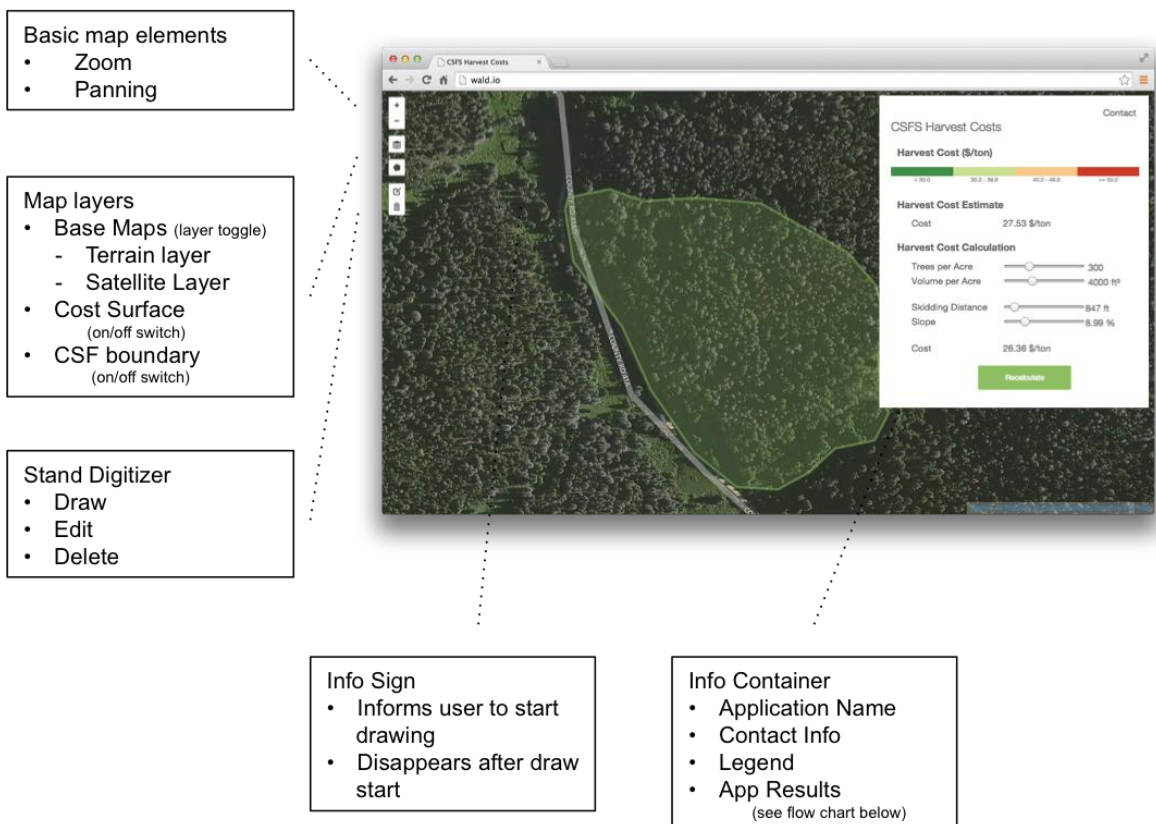 Basic map elements
• Zoom
• Panning
Map layers
• Base Maps (layer toggle)
- Terrain layer
- Satellite Layer
• Cost Surface
(on/off switch)
• CSF boundary
(on/off switch)
Stand Digitizer
• Draw
• Edit
• Delete
CSFS Harvest Costs
wald.io
+
-
Contact
CSFS Harvest Costs
Harvest Cost ($/ton)
30.0 - 39.9
Harvest Cost Estimate
Cost 27.53 $/ton
Harvest Cost Calculation
Trees per Acre 300
Volume per Acre 4000 ft³
Skidding Distance 847 ft
Slope 8.99 %
Cost 26.36 $/ton
Recalculate
Info Sign
• Informs user to start
drawing
• Disappears after draw
start
Info Container
• Application Name
• Contact Info
• Legend
• App Results
(see flow chart below)